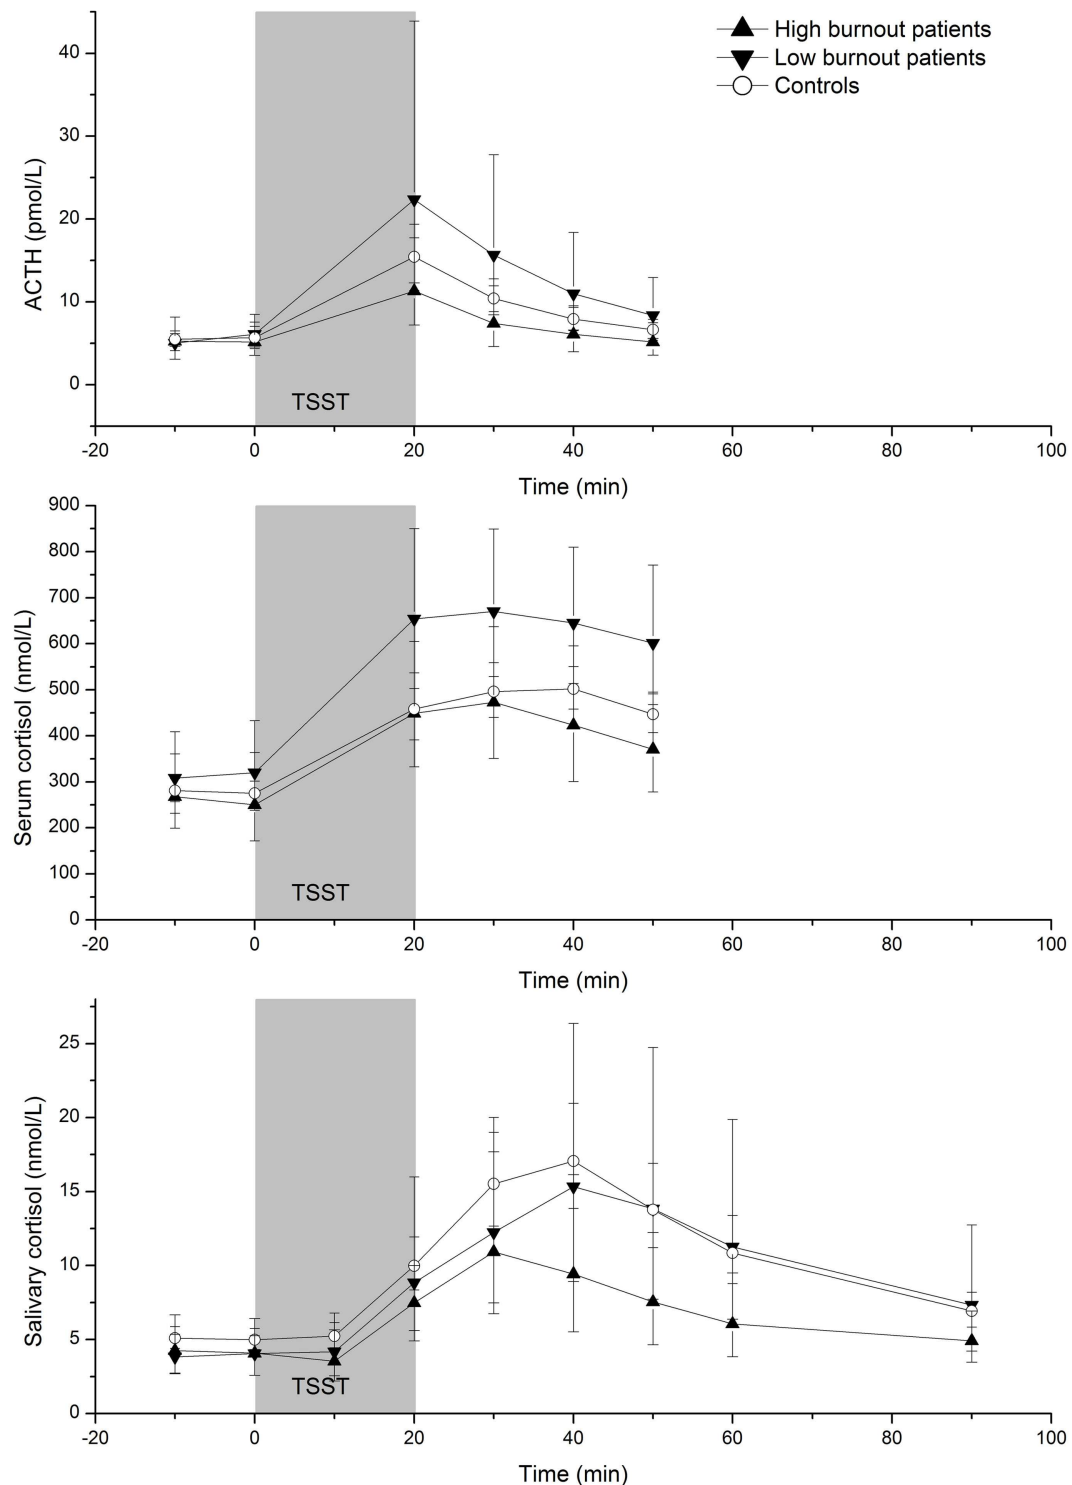 High burnout patients
Low burnout patients
Controls
ACTH (pmol/L)
40
30
20
10
0
TSST
-20 0 20 40 60 80 100
Time (min)
Serum cortisol (nmol/L)
900
800
700
600
500
400
300
200
100
0
TSST
-20 0 20 40 60 80 100
Time (min)
Salivary cortisol (nmol/L)
25
20
15
10
5
0
TSST
-20 0 20 40 60 80 100
Time (min)